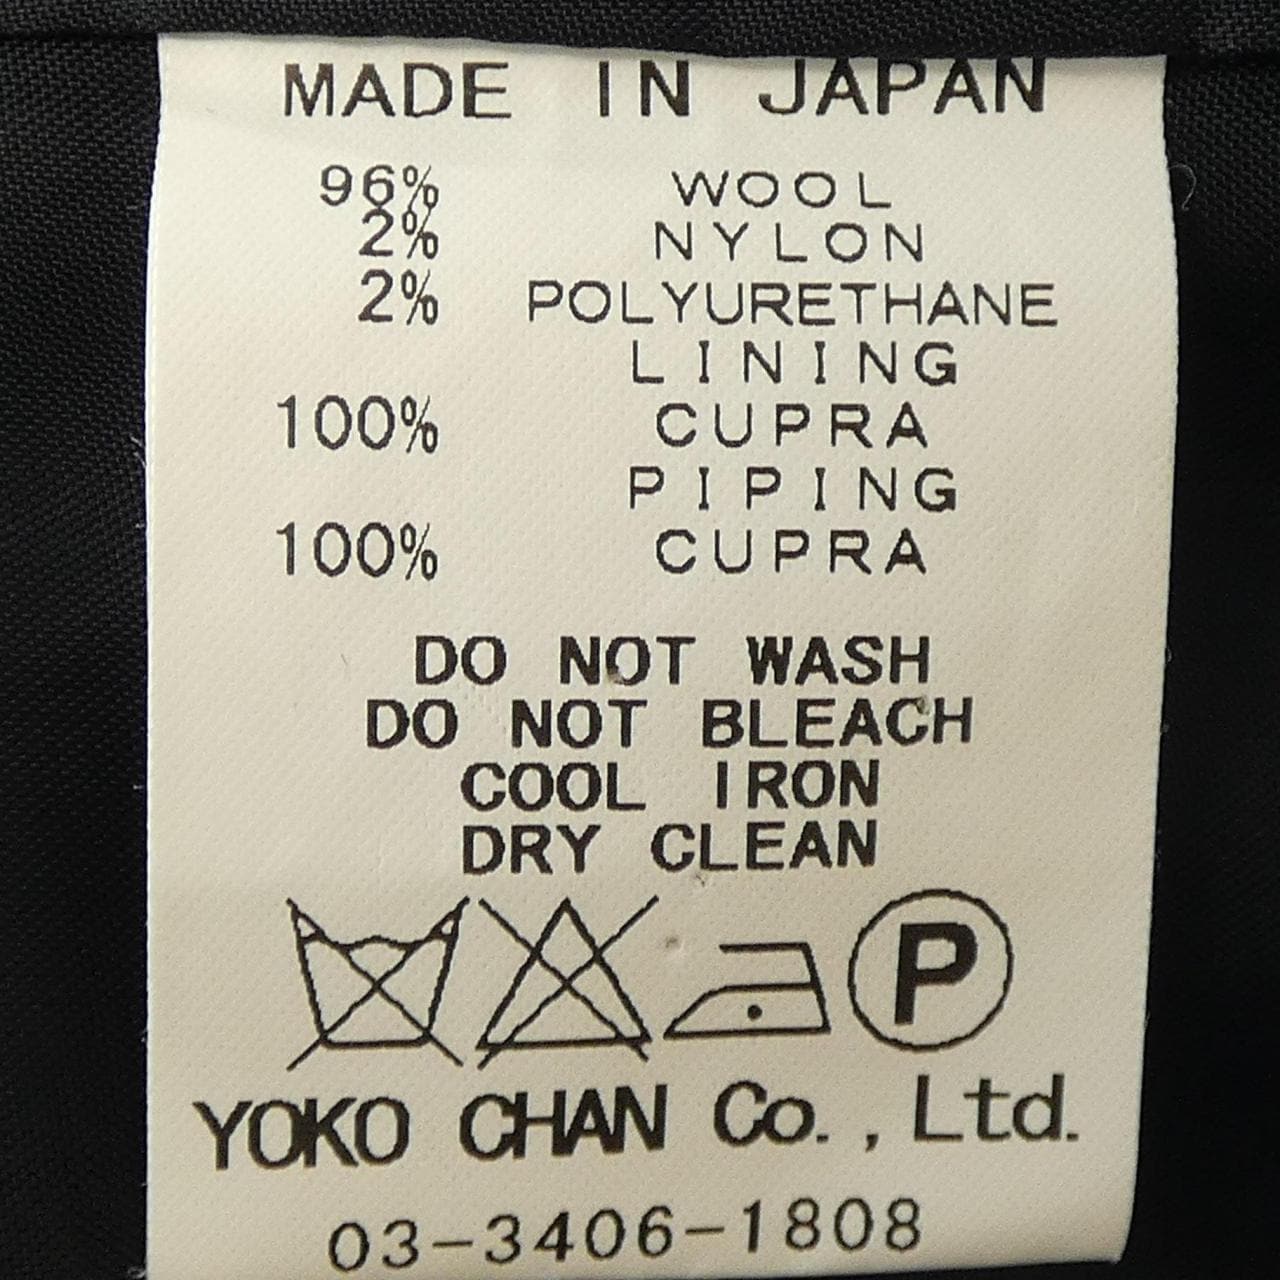 MADE IN JAPAN
96% WOOL
2% NYLON
2% POLYURETHANE
LINING
100% CUPRA
PIPING
100% CUPRA
DO NOT WASH
DO NOT BLEACH
COOL IRON
DRY CLEAN
P
YOKO CHAN Co., Ltd.
03-3406-1808